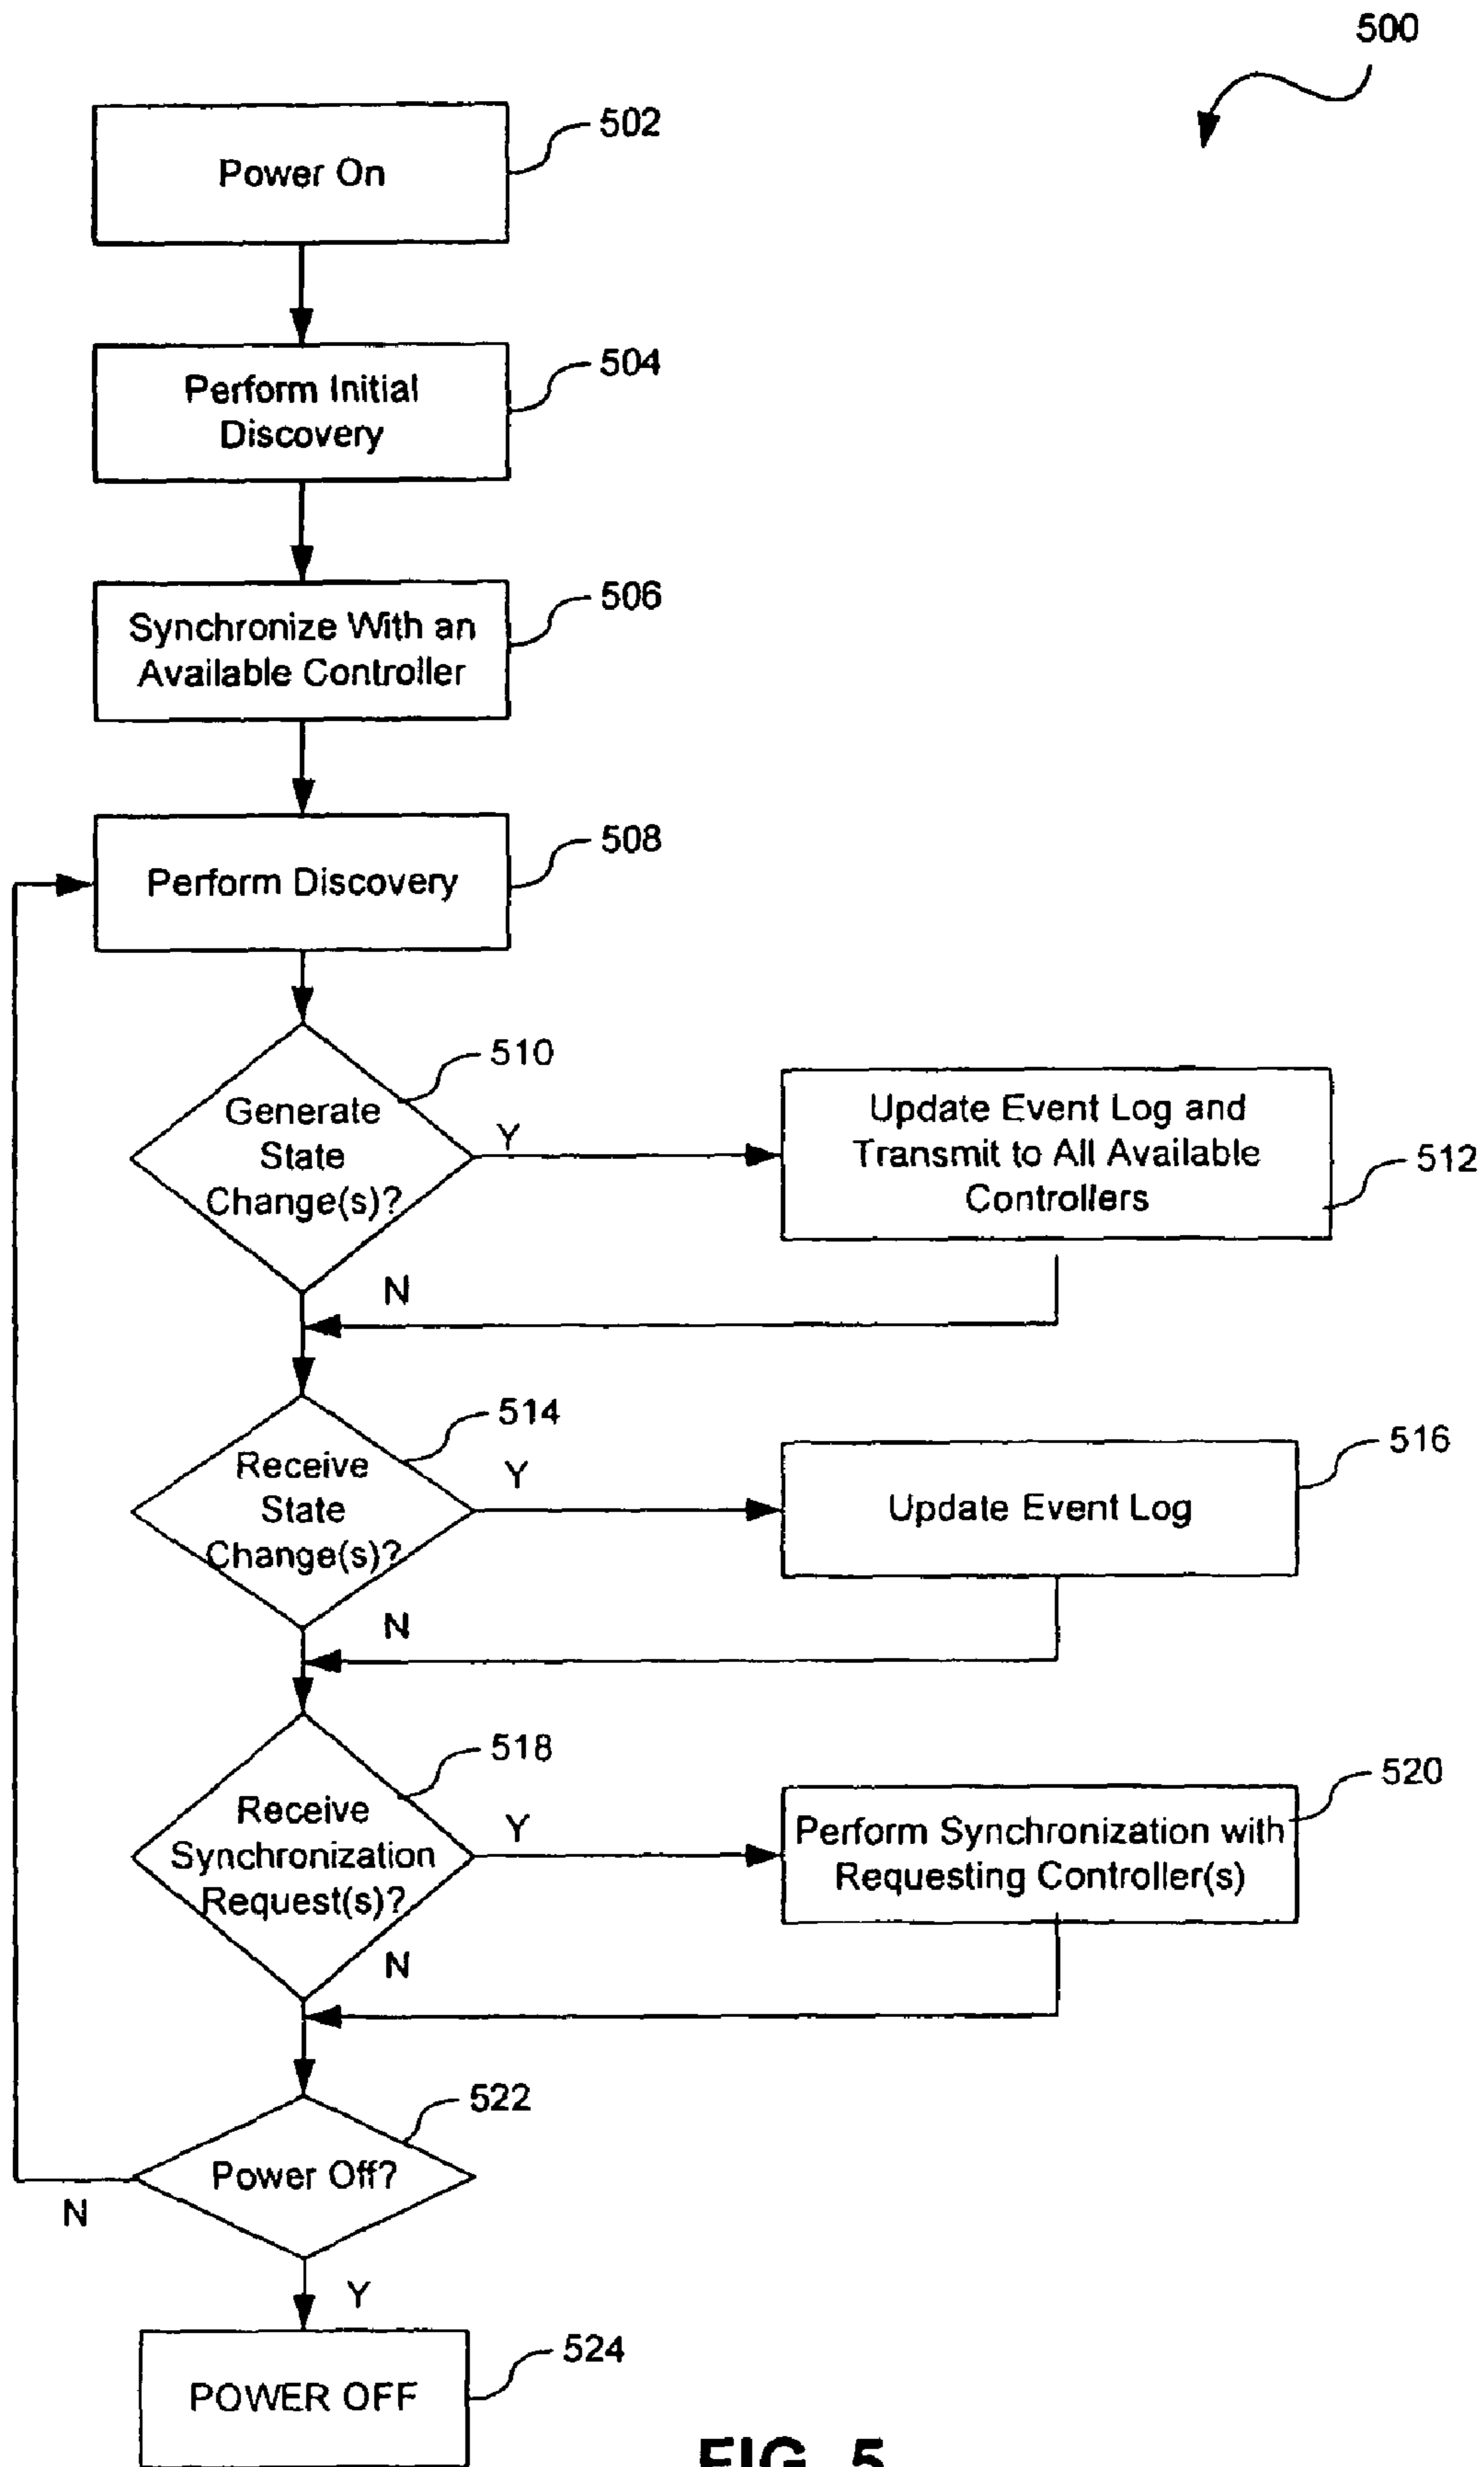 500
502
Power On
504
Perform Initial
Discovery
506
Synchronize With an
Available Controller
508
Perform Discovery
510
Generate
State
Change(s)?
Y
Update Event Log and
Transmit to All Available
Controllers
512
N
514
Receive
State
Change(s)?
Y
516
Update Event Log
N
518
Receive
Synchronization
Request(s)?
Y
520
Perform Synchronization with
Requesting Controller(s)
N
522
Power Off?
N
Y
524
POWER OFF
FIG. 5